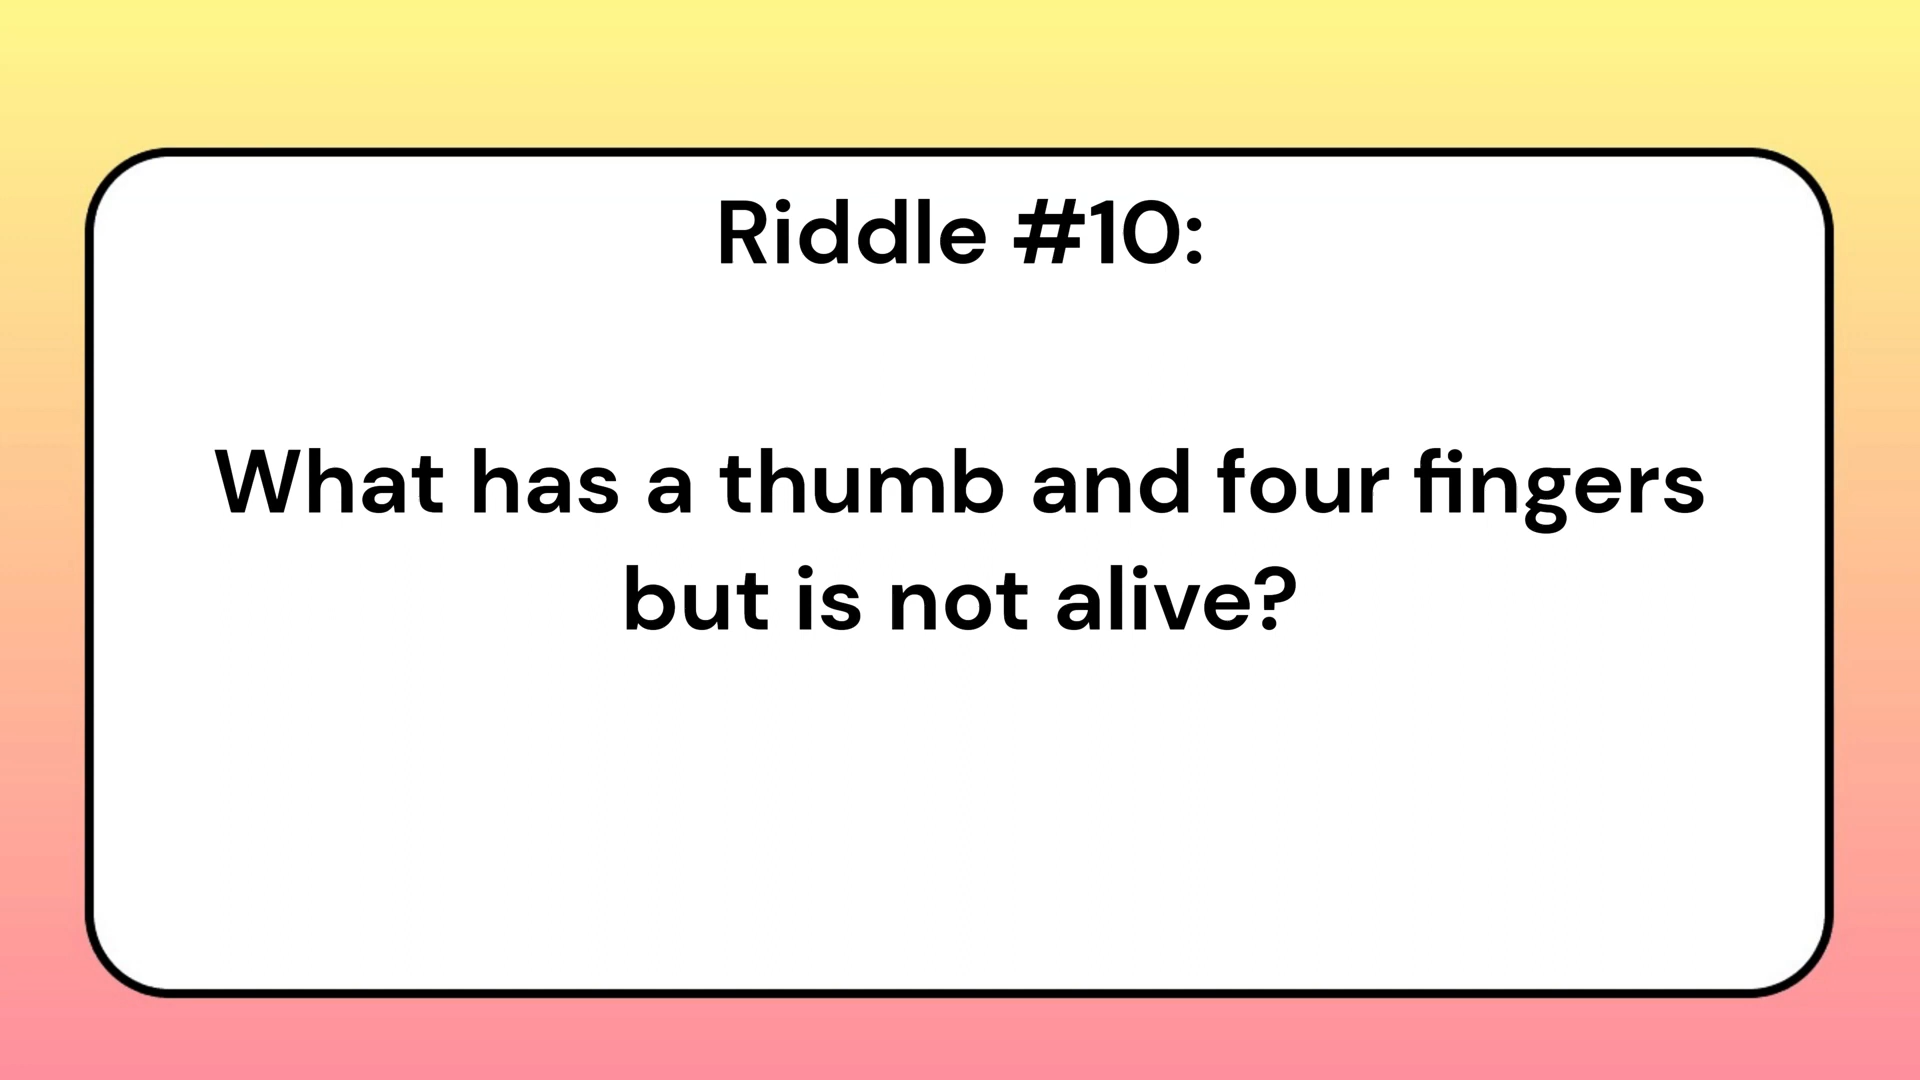 Riddle #10:
What has a thumb and four fingers
but is not alive?